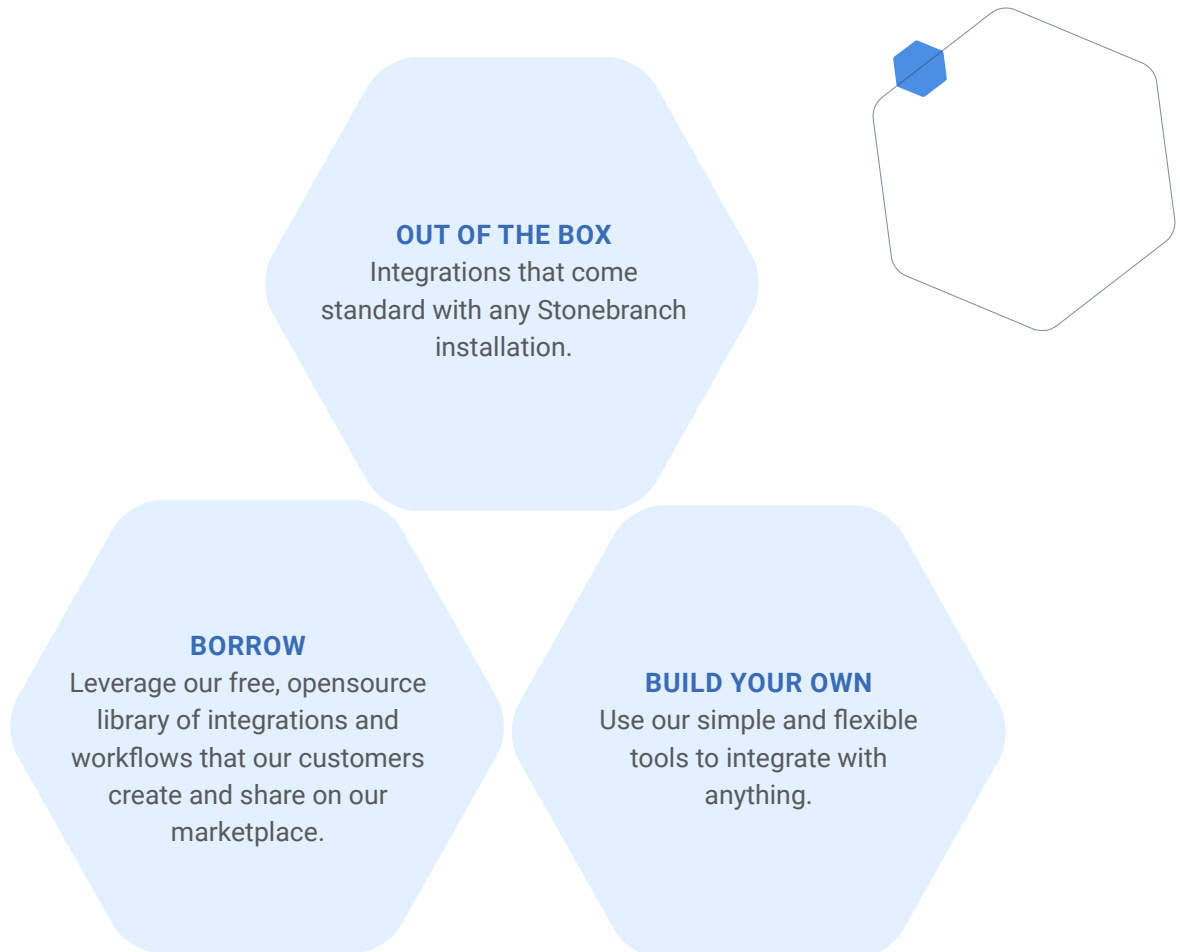 OUT OF THE BOX
Integrations that come
standard with any Stonebranch
installation.
BORROW
Leverage our free, opensource
library of integrations and
workflows that our customers
create and share on our
marketplace.
BUILD YOUR OWN
Use our simple and flexible
tools to integrate with
anything.